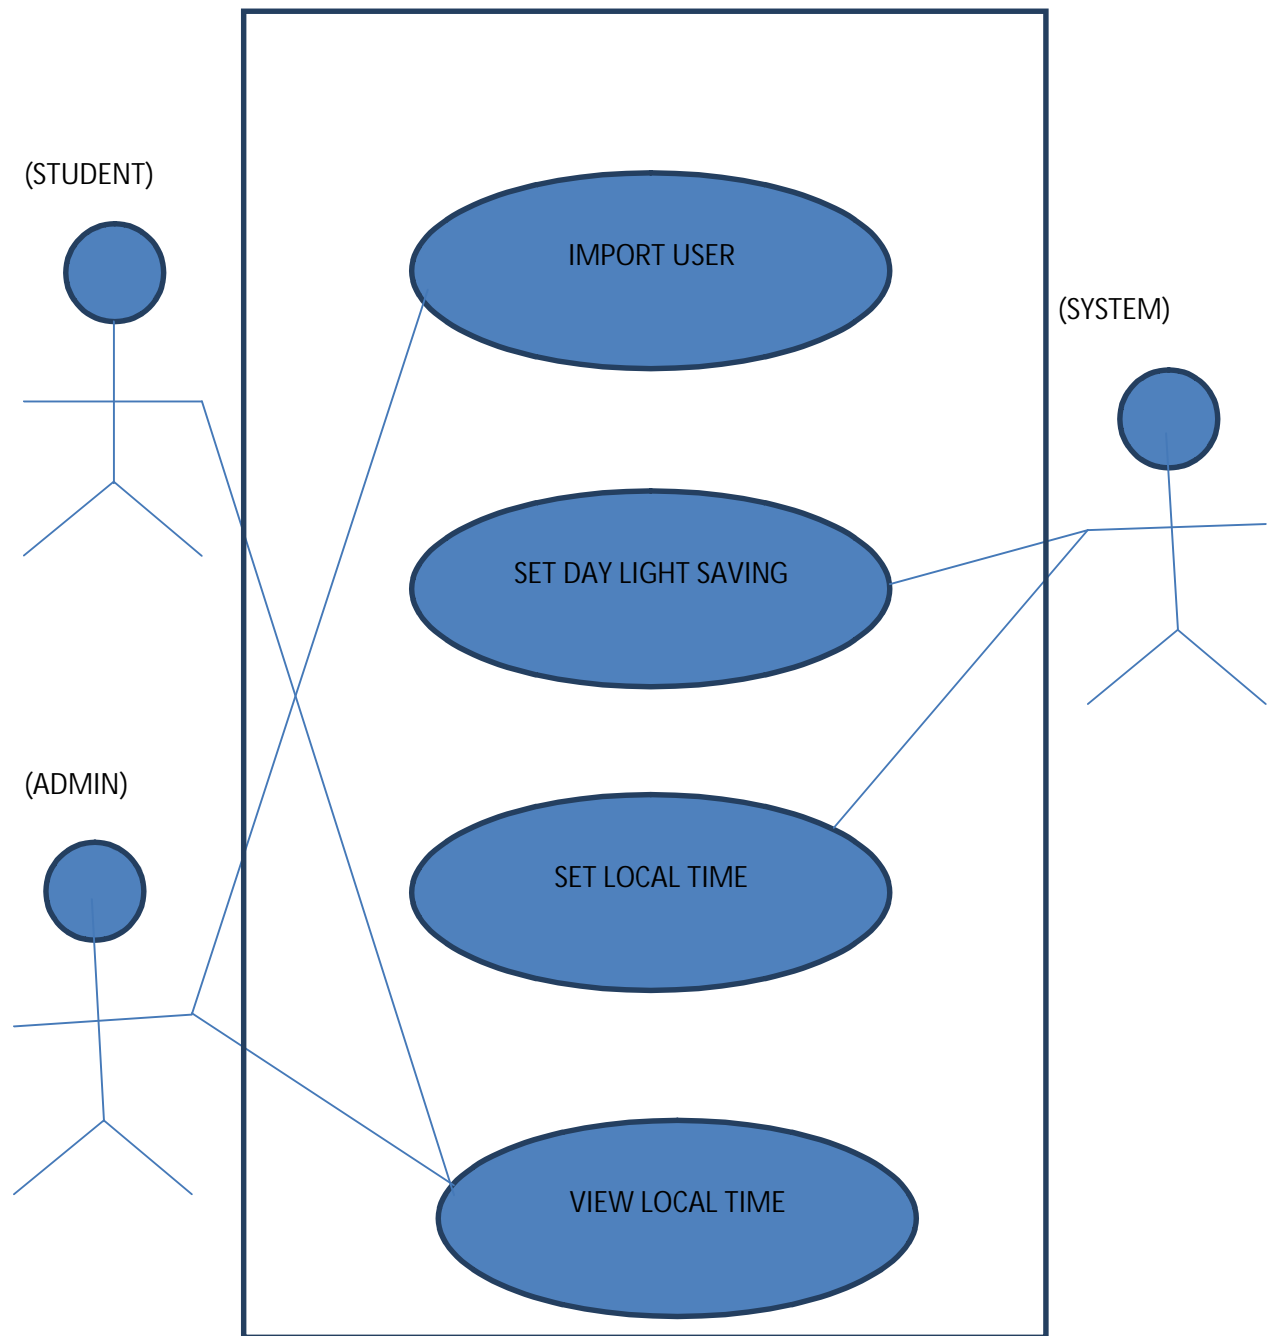 (STUDENT)
IMPORT USER
(SYSTEM)
SET DAY LIGHT SAVING
(ADMIN)
SET LOCAL TIME
VIEW LOCAL TIME